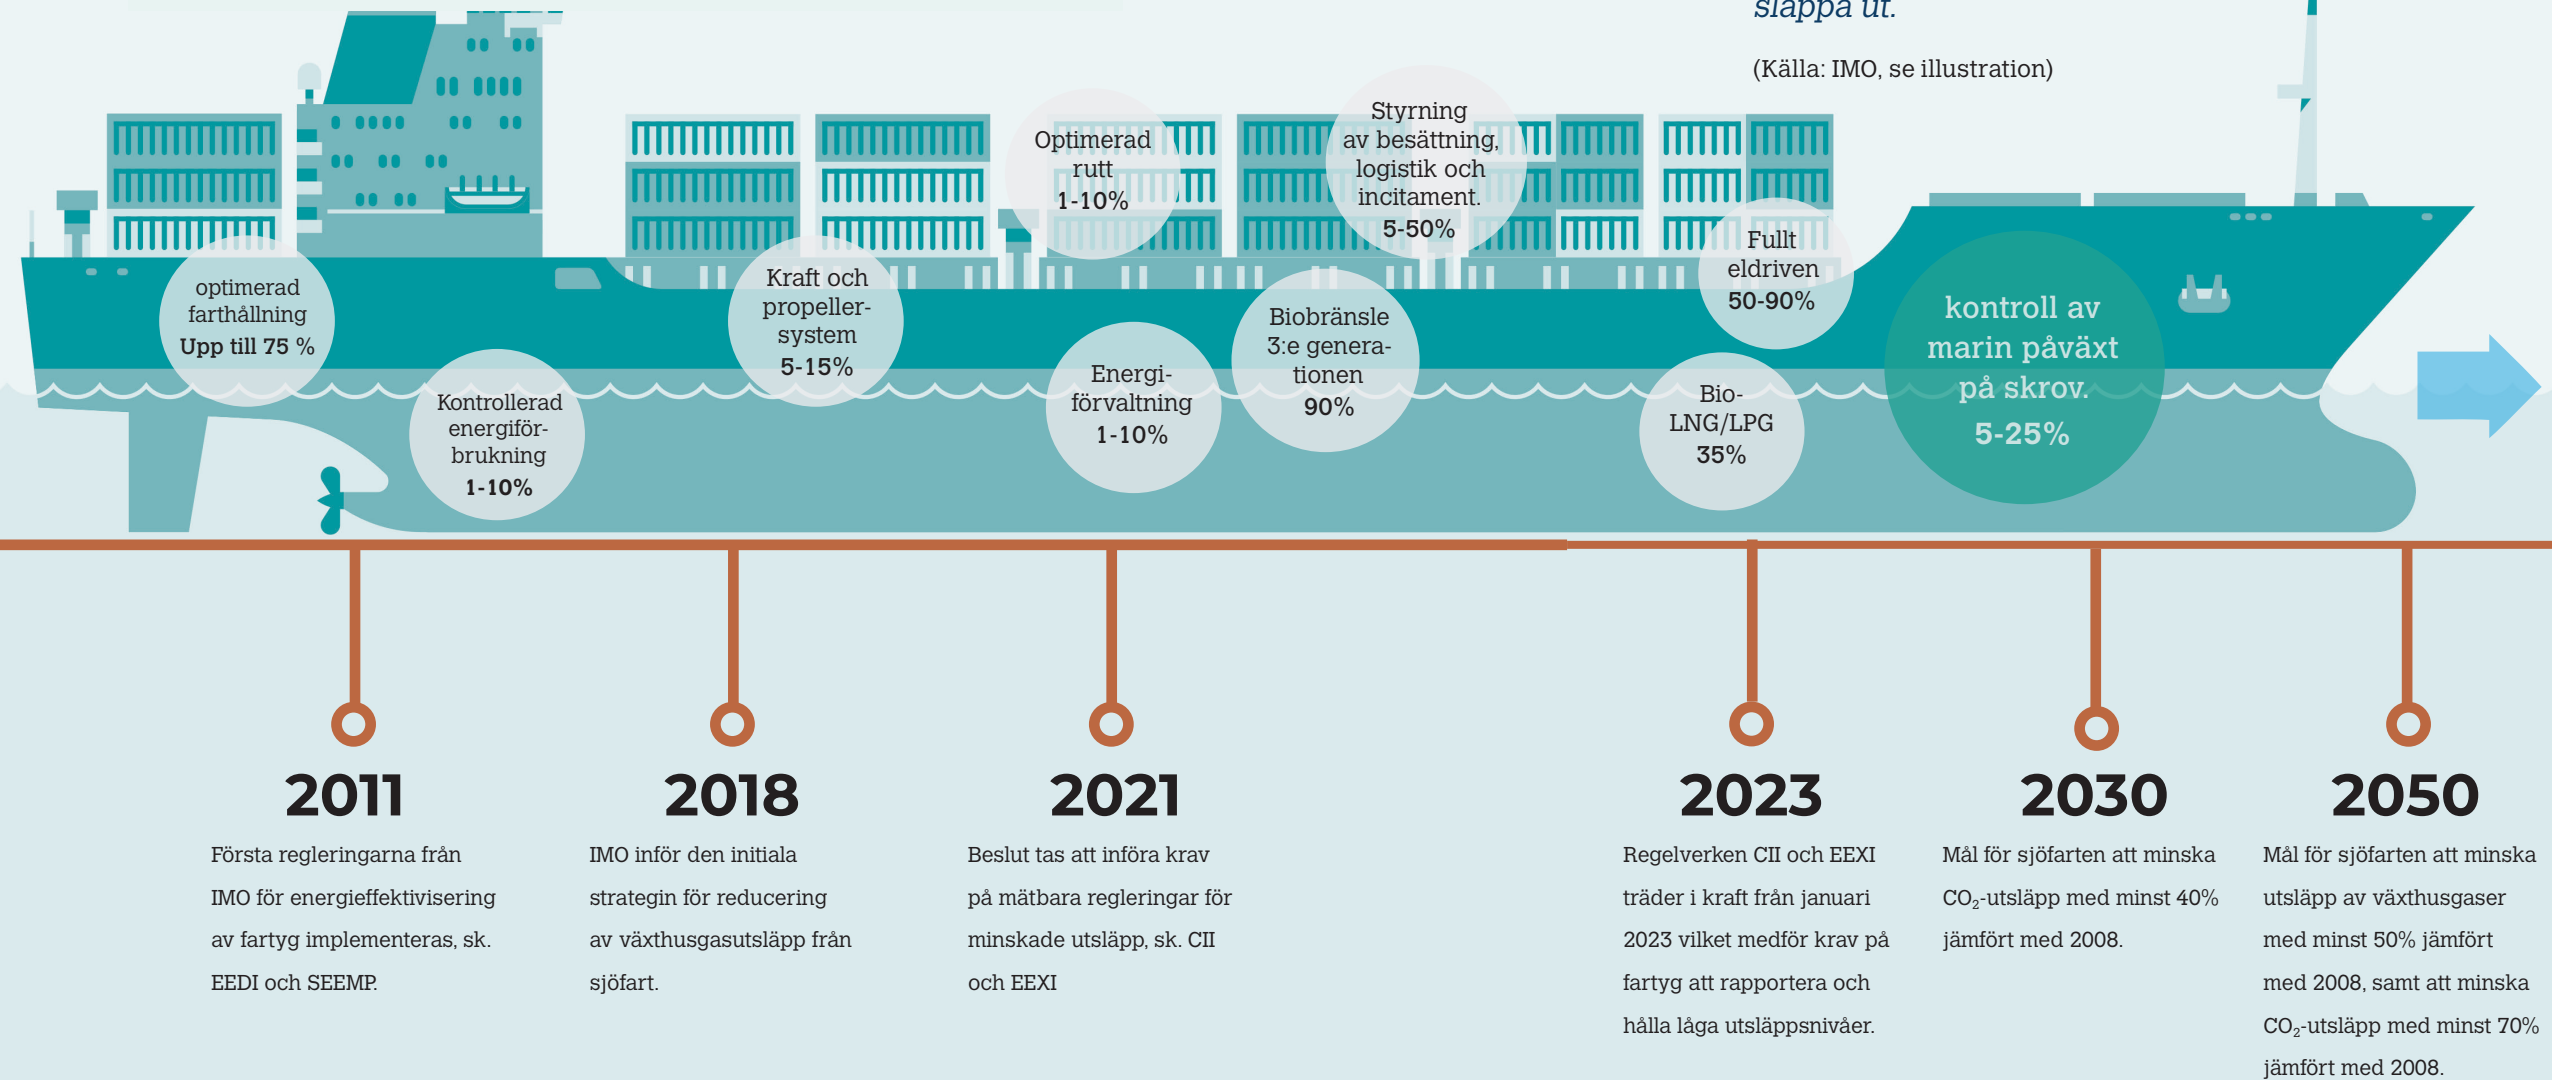 släppa ut.
(Källa: IMO, se illustration)
optimerad
farthållning
Upp till 75 %
Kontrollerad
energiför-
brukning
1-10%
Kraft och
propeller-
system
5-15%
Optimerad
rutt
1-10%
Energi-
förvaltning
1-10%
Styrning
av besättning,
logistik och
incitament.
5-50%
Biobränsle
3:e genera-
tionen
90%
Fullt
eldriven
50-90%
Bio-
LNG/LPG
35%
kontroll av
marin påväxt
på skrov.
5-25%
2011
Första regleringarna från
IMO för energieffektivisering
av fartyg implementeras, sk.
EEDI och SEEMP.
2018
IMO inför den initiala
strategin för reducering
av växthusgasutsläpp från
sjöfart.
2021
Beslut tas att införa krav
på mätbara regleringar för
minskade utsläpp, sk. CII
och EEXI
2023
Regelverken CII och EEXI
träder i kraft från januari
2023 vilket medför krav på
fartyg att rapportera och
hålla låga utsläppsnivåer.
2030
Mål för sjöfarten att minska
CO₂-utsläpp med minst 40%
jämfört med 2008.
2050
Mål för sjöfarten att minska
utsläpp av växthusgaser
med minst 50% jämfört
med 2008, samt att minska
CO₂-utsläpp med minst 70%
jämfört med 2008.